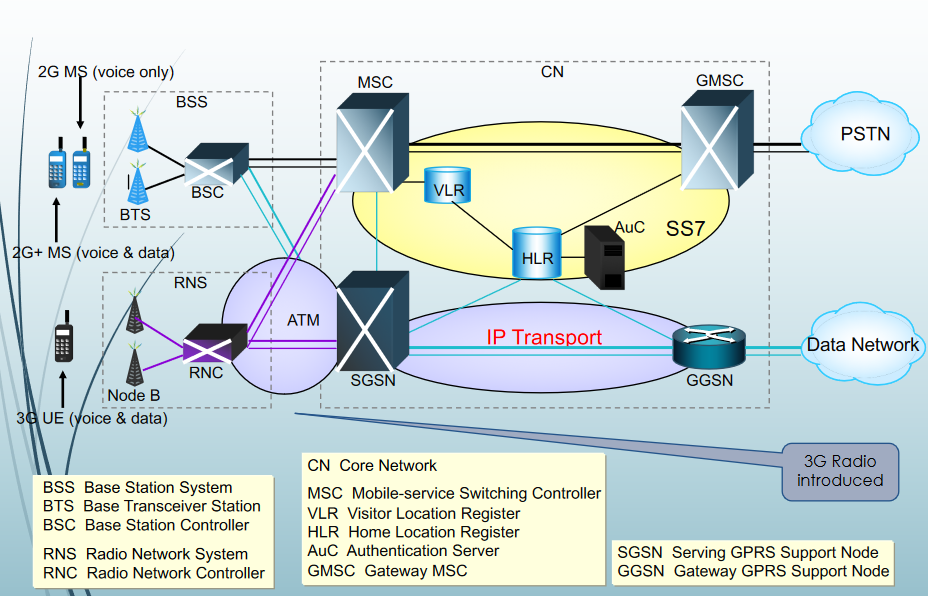 2G MS (voice only)
CN
MSC
GMSC
BSS
PSTN
BSC
VLR
BTS
AuC
SS7
2G+ MS (voice & data)
HLR
RNS
ATM
IP Transport
Data Network
RNC
SGSN
GGSN
Node B
3G UE (voice & data)
3G Radio
introduced
BSS Base Station System
BTS Base Transceiver Station
BSC Base Station Controller
RNS Radio Network System
RNC Radio Network Controller
CN Core Network
MSC Mobile-service Switching Controller
VLR Visitor Location Register
HLR Home Location Register
AuC Authentication Server
GMSC Gateway MSC
SGSN Serving GPRS Support Node
GGSN Gateway GPRS Support Node